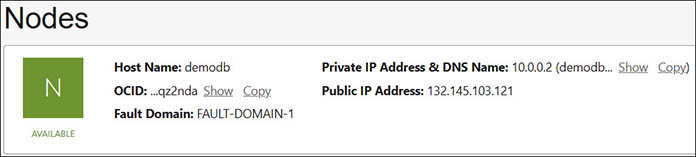 Nodes
N
AVAILABLE
Host Name: demodb
OCID: ...qz2nda Show Copy
Fault Domain: FAULT-DOMAIN-1
Private IP Address & DNS Name: 10.0.0.2 (demodb... Show Copy)
Public IP Address: 132.145.103.121